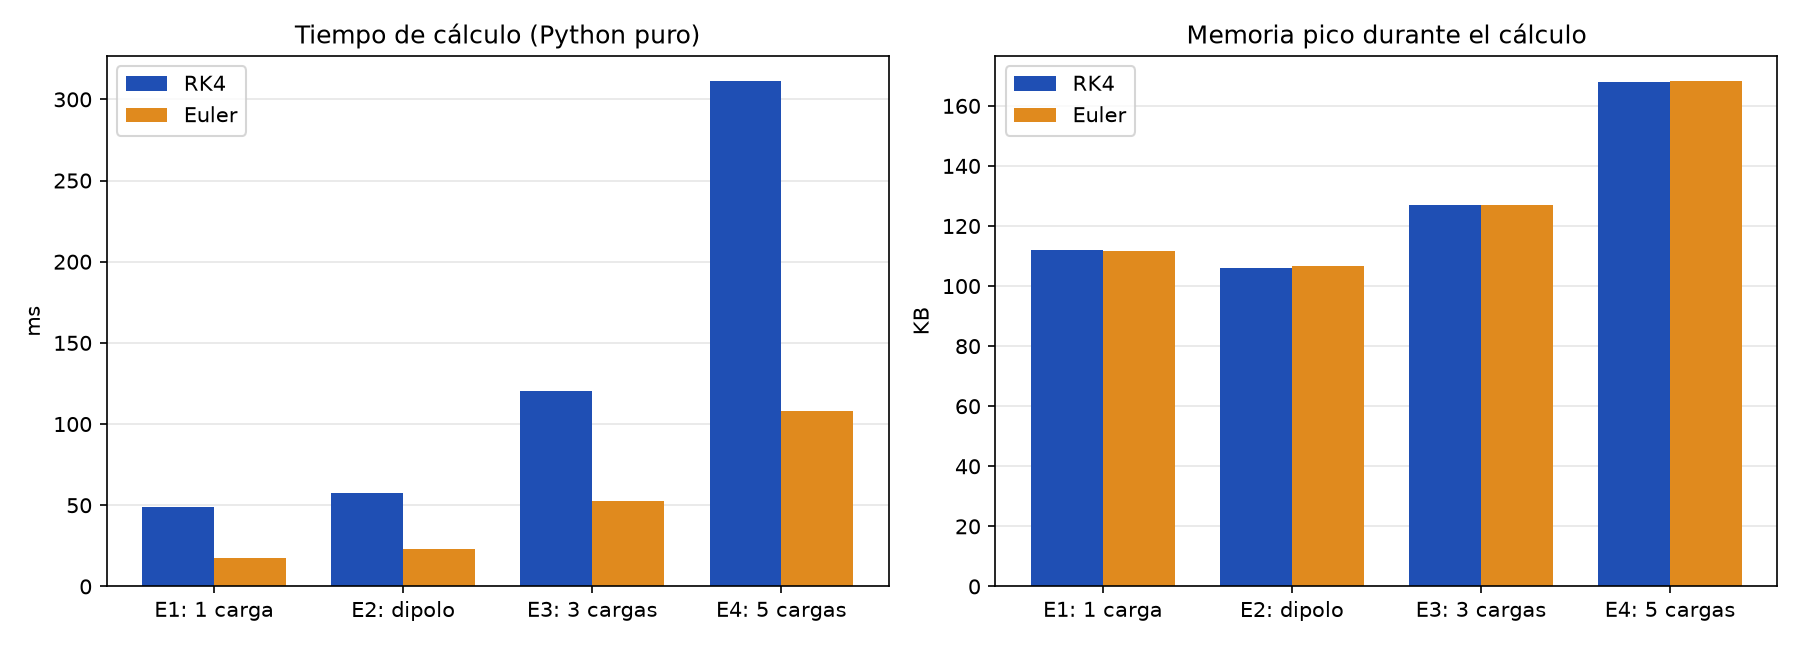 Tiempo de cálculo (Python puro)
RK4
Euler
300
250
200
150
100
50
0
ms
E1: 1 carga
E2: dipolo
E3: 3 cargas
E4: 5 cargas
Memoria pico durante el cálculo
RK4
Euler
160
140
120
100
80
60
40
20
0
KB
E1: 1 carga
E2: dipolo
E3: 3 cargas
E4: 5 cargas